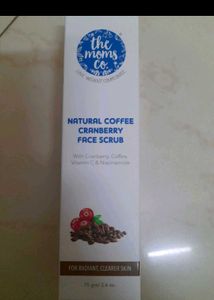 the
moms
co.
NATURAL COFFEE
CRANBERRY
FACE SCRUB
With Cranberry, Coffee,
Vitamin C & Niacinamide
FOR RADIANT, CLEARER SKIN